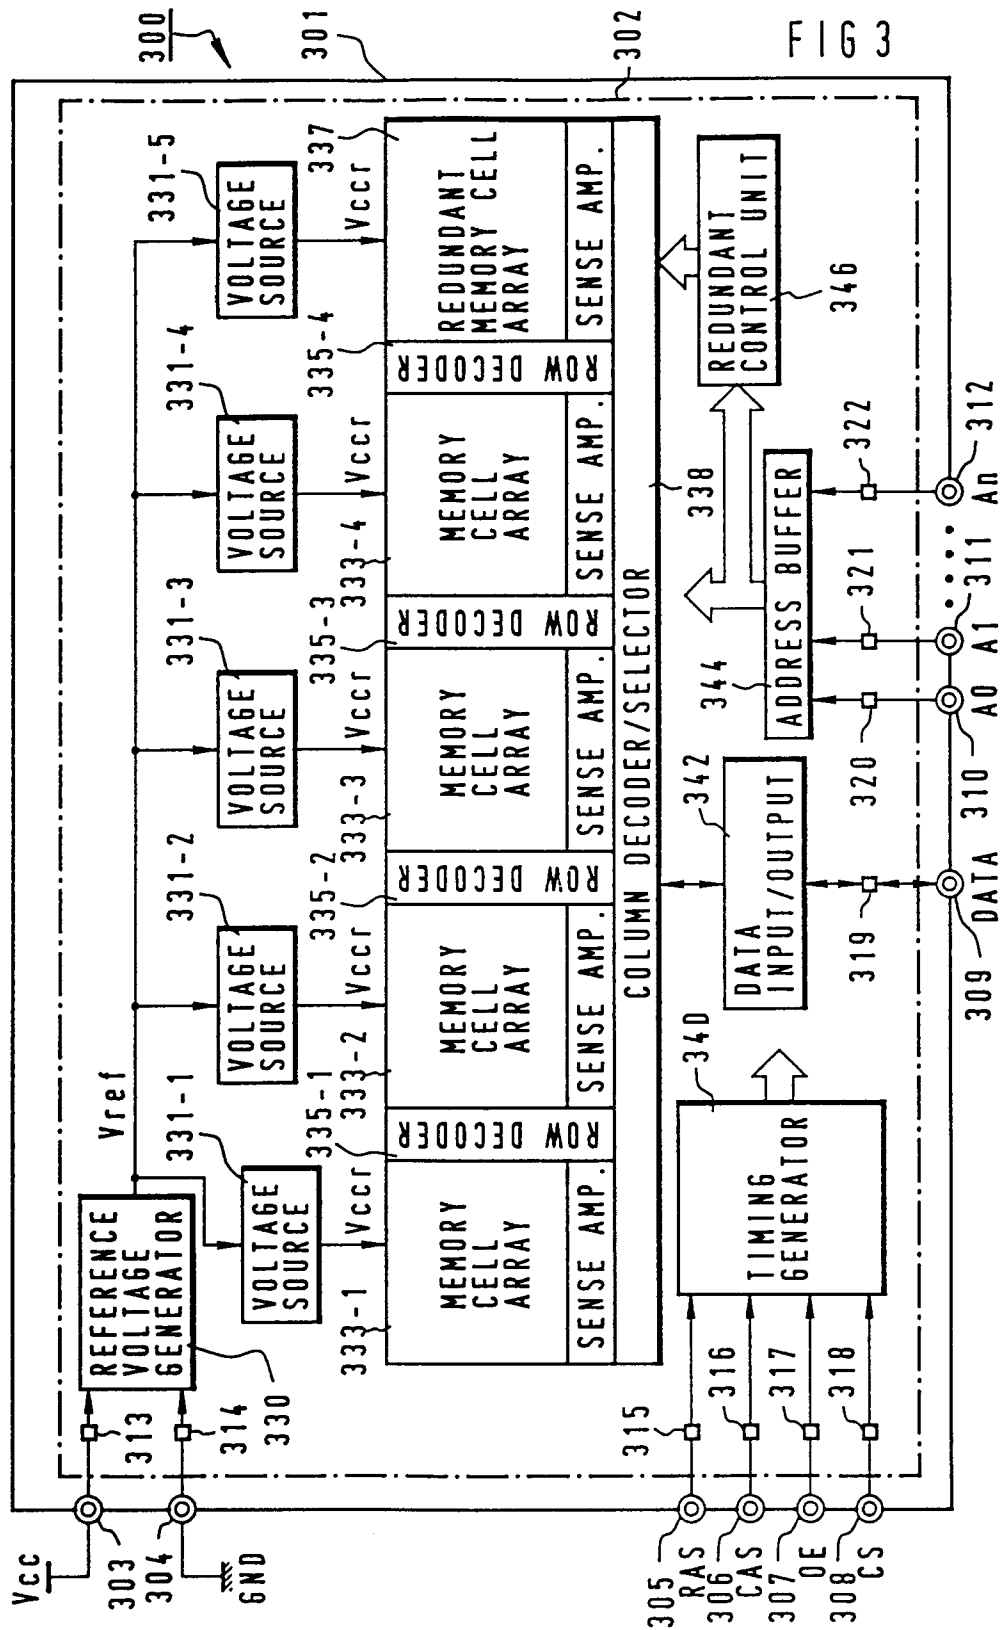 FIG 3
300
301
302
Vcc
303
304
GND
313
314
REFERENCE
VOLTAGE
GENERATOR
330
Vref
331-1
VOLTAGE
SOURCE
Vccr
331-2
VOLTAGE
SOURCE
Vccr
331-3
VOLTAGE
SOURCE
Vccr
331-4
VOLTAGE
SOURCE
Vccr
331-5
VOLTAGE
SOURCE
Vccr
333-1
MEMORY
CELL
ARRAY
SENSE AMP.
335-1
ROW DECODER
333-2
MEMORY
CELL
ARRAY
SENSE AMP.
335-2
ROW DECODER
333-3
MEMORY
CELL
ARRAY
SENSE AMP.
335-3
ROW DECODER
333-4
MEMORY
CELL
ARRAY
SENSE AMP.
335-4
ROW DECODER
337
REDUNDANT
MEMORY CELL
ARRAY
SENSE AMP.
COLUMN DECODER/SELECTOR
338
305
RAS
306
CAS
307
OE
308
CS
315
316
317
318
TIMING
GENERATOR
340
DATA
INPUT/OUTPUT
342
319
309
DATA
344
ADDRESS BUFFER
320
321
322
310
A0
311
A1
312
An
REDUNDANT
CONTROL UNIT
346